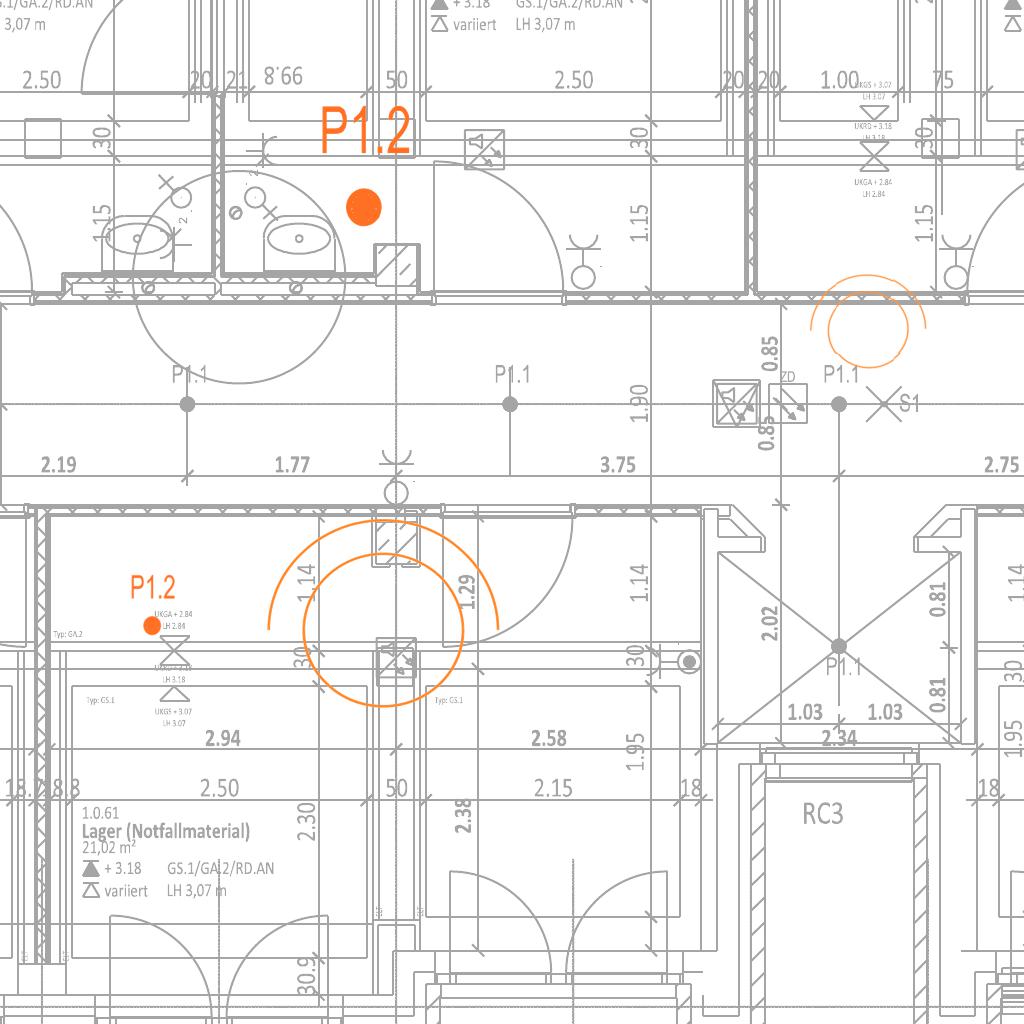 + 3.18 GS.1/GA.2/RD.AN
GS.1/GA.2/RD.AN
3,07 m
variiert LH 3,07 m
2.50 20 21 8.66 50 2.50 20 20 1.00 75
UKGS + 3.07
LH 3.07
UKRD + 3.18
LH 3.18
UKGA + 2.84
LH 2.84
P1.2
30 30 30
1.15 1.15 1.15
P1.1 P1.1 P1.1
ZD
S1
0.85
0.85
1.90
2.19 1.77 3.75 2.75
P1.2
UKGA + 2.84
LH 2.84
Typ: GA.2
UKRD + 3.18
LH 3.18
UKGS + 3.07
LH 3.07
Typ: GS.1 Typ: GS.1
1.14 1.29 1.14 2.02 0.81 1.14
30 30 30
P1.1
0.81
1.03 1.03
2.34
2.94 2.58 1.95 1.95
18.8 2.50 50 2.15 18 18
1.0.61
Lager (Notfallmaterial)
21,02 m²
+ 3.18 GS.1/GA.2/RD.AN
variiert LH 3,07 m
2.30 2.38
RC3
30.9